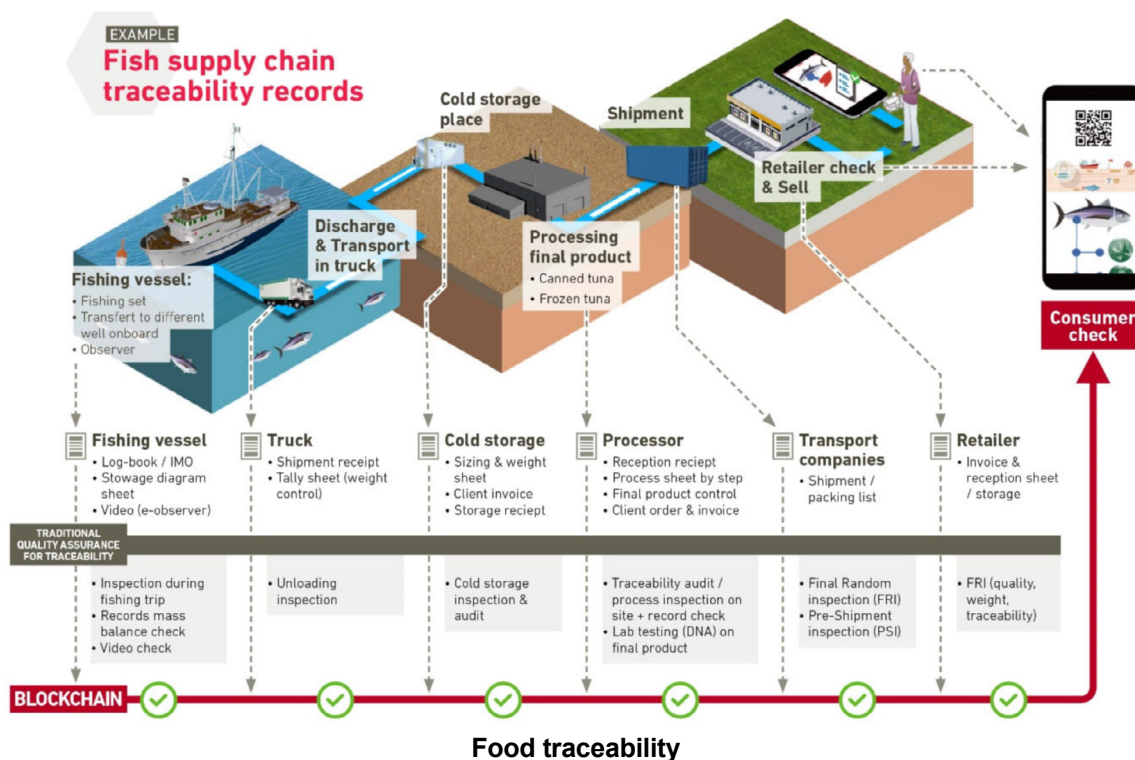 EXAMPLE
Fish supply chain
traceability records
Cold storage
place
Shipment
Retailer check
& Sell
Discharge
& Transport
in truck
Processing
final product
• Canned tuna
• Frozen tuna
Fishing vessel:
• Fishing set
• Transfert to different
well onboard
• Observer
Consumer
check
Fishing vessel
• Log-book / IMO
• Stowage diagram
sheet
• Video (e-observer)
Truck
• Shipment receipt
• Tally sheet (weight
control)
Cold storage
• Sizing & weight
sheet
• Client invoice
• Storage reciept
Processor
• Reception reciept
• Process sheet by step
• Final product control
• Client order & invoice
Transport
companies
• Shipment /
packing list
Retailer
• Invoice &
reception sheet
/ storage
TRADITIONAL
QUALITY ASSURANCE
FOR TRACEABILITY
• Inspection during
fishing trip
• Records mass
balance check
• Video check
• Unloading
inspection
• Cold storage
inspection &
audit
• Traceability audit /
process inspection on
site + record check
• Lab testing (DNA) on
final product
• Final Random
inspection (FRI)
• Pre-Shipment
inspection (PSI)
• FRI (quality,
weight,
traceability)
BLOCKCHAIN
Food traceability